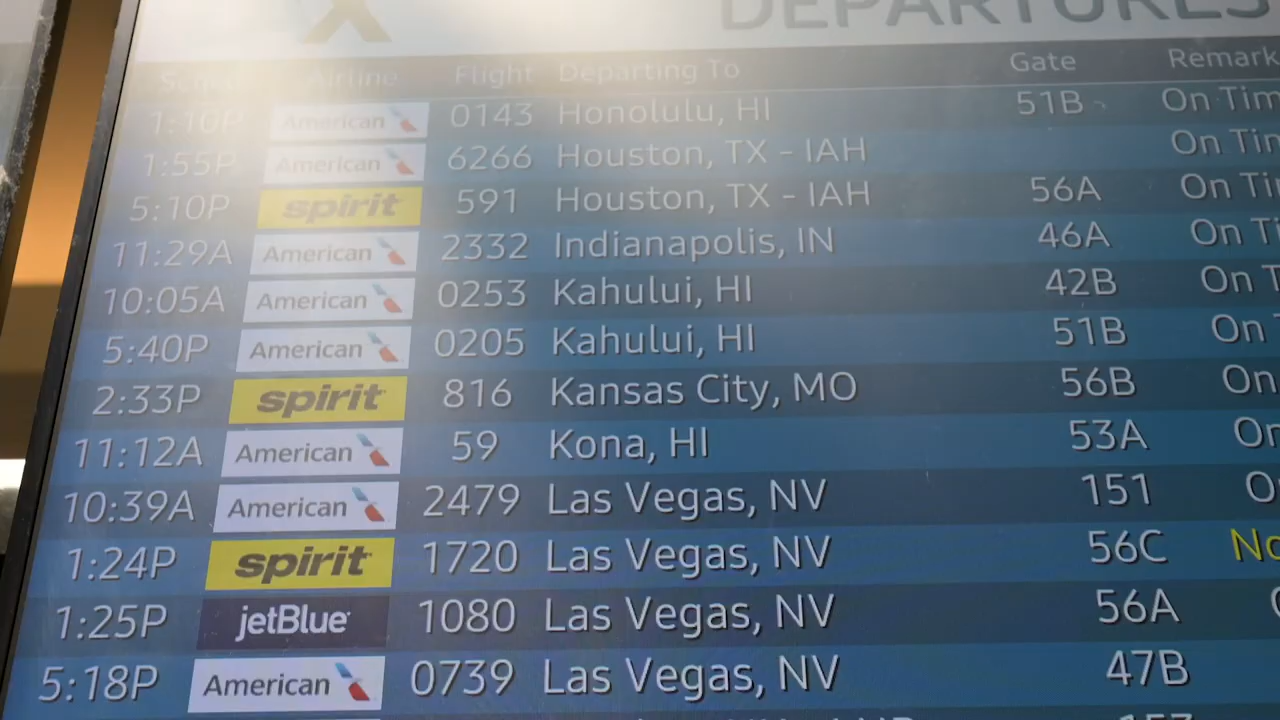 X DEPARTURES
Airline Flight Departing To Gate Remark
1:10P American 0143 Honolulu, HI 51B On Tim
1:55P American 6266 Houston, TX - IAH On Tin
5:10P spirit 591 Houston, TX - IAH 56A On Ti
11:29A American 2332 Indianapolis, IN 46A On T
10:05A American 0253 Kahului, HI 42B On T
5:40P American 0205 Kahului, HI 51B On
2:33P spirit 816 Kansas City, MO 56B On
11:12A American 59 Kona, HI 53A On
10:39A American 2479 Las Vegas, NV 151 O
1:24P spirit 1720 Las Vegas, NV 56C No
1:25P jetBlue 1080 Las Vegas, NV 56A
5:18P American 0739 Las Vegas, NV 47B